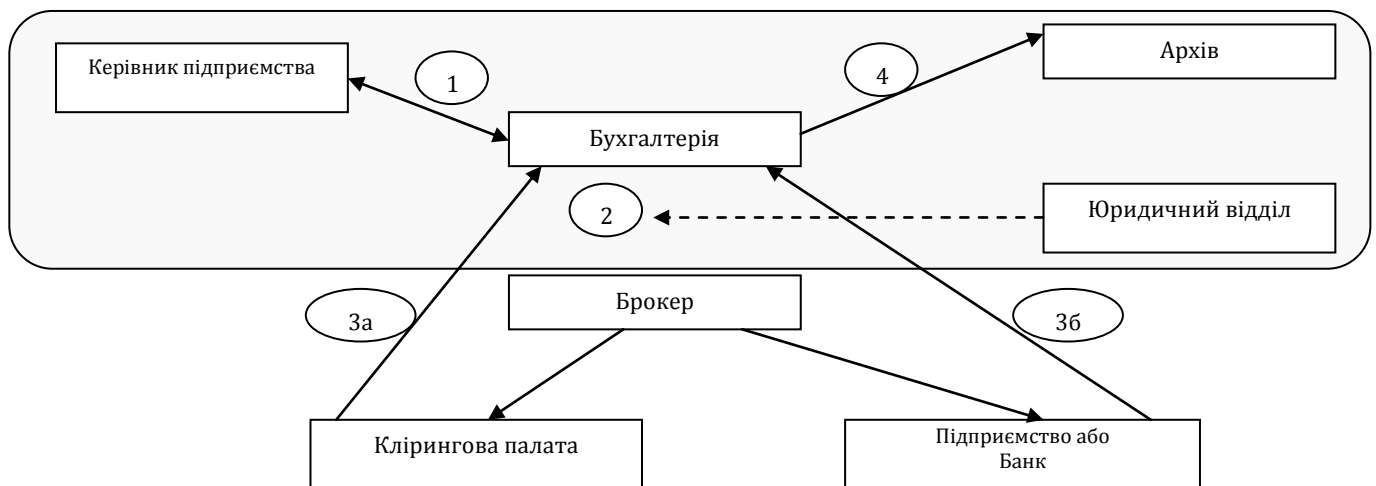 Керівник підприємства
1
4
Архів
Бухгалтерія
2
Юридичний відділ
Брокер
3а
3б
Клірингова палата
Підприємство або
Банк